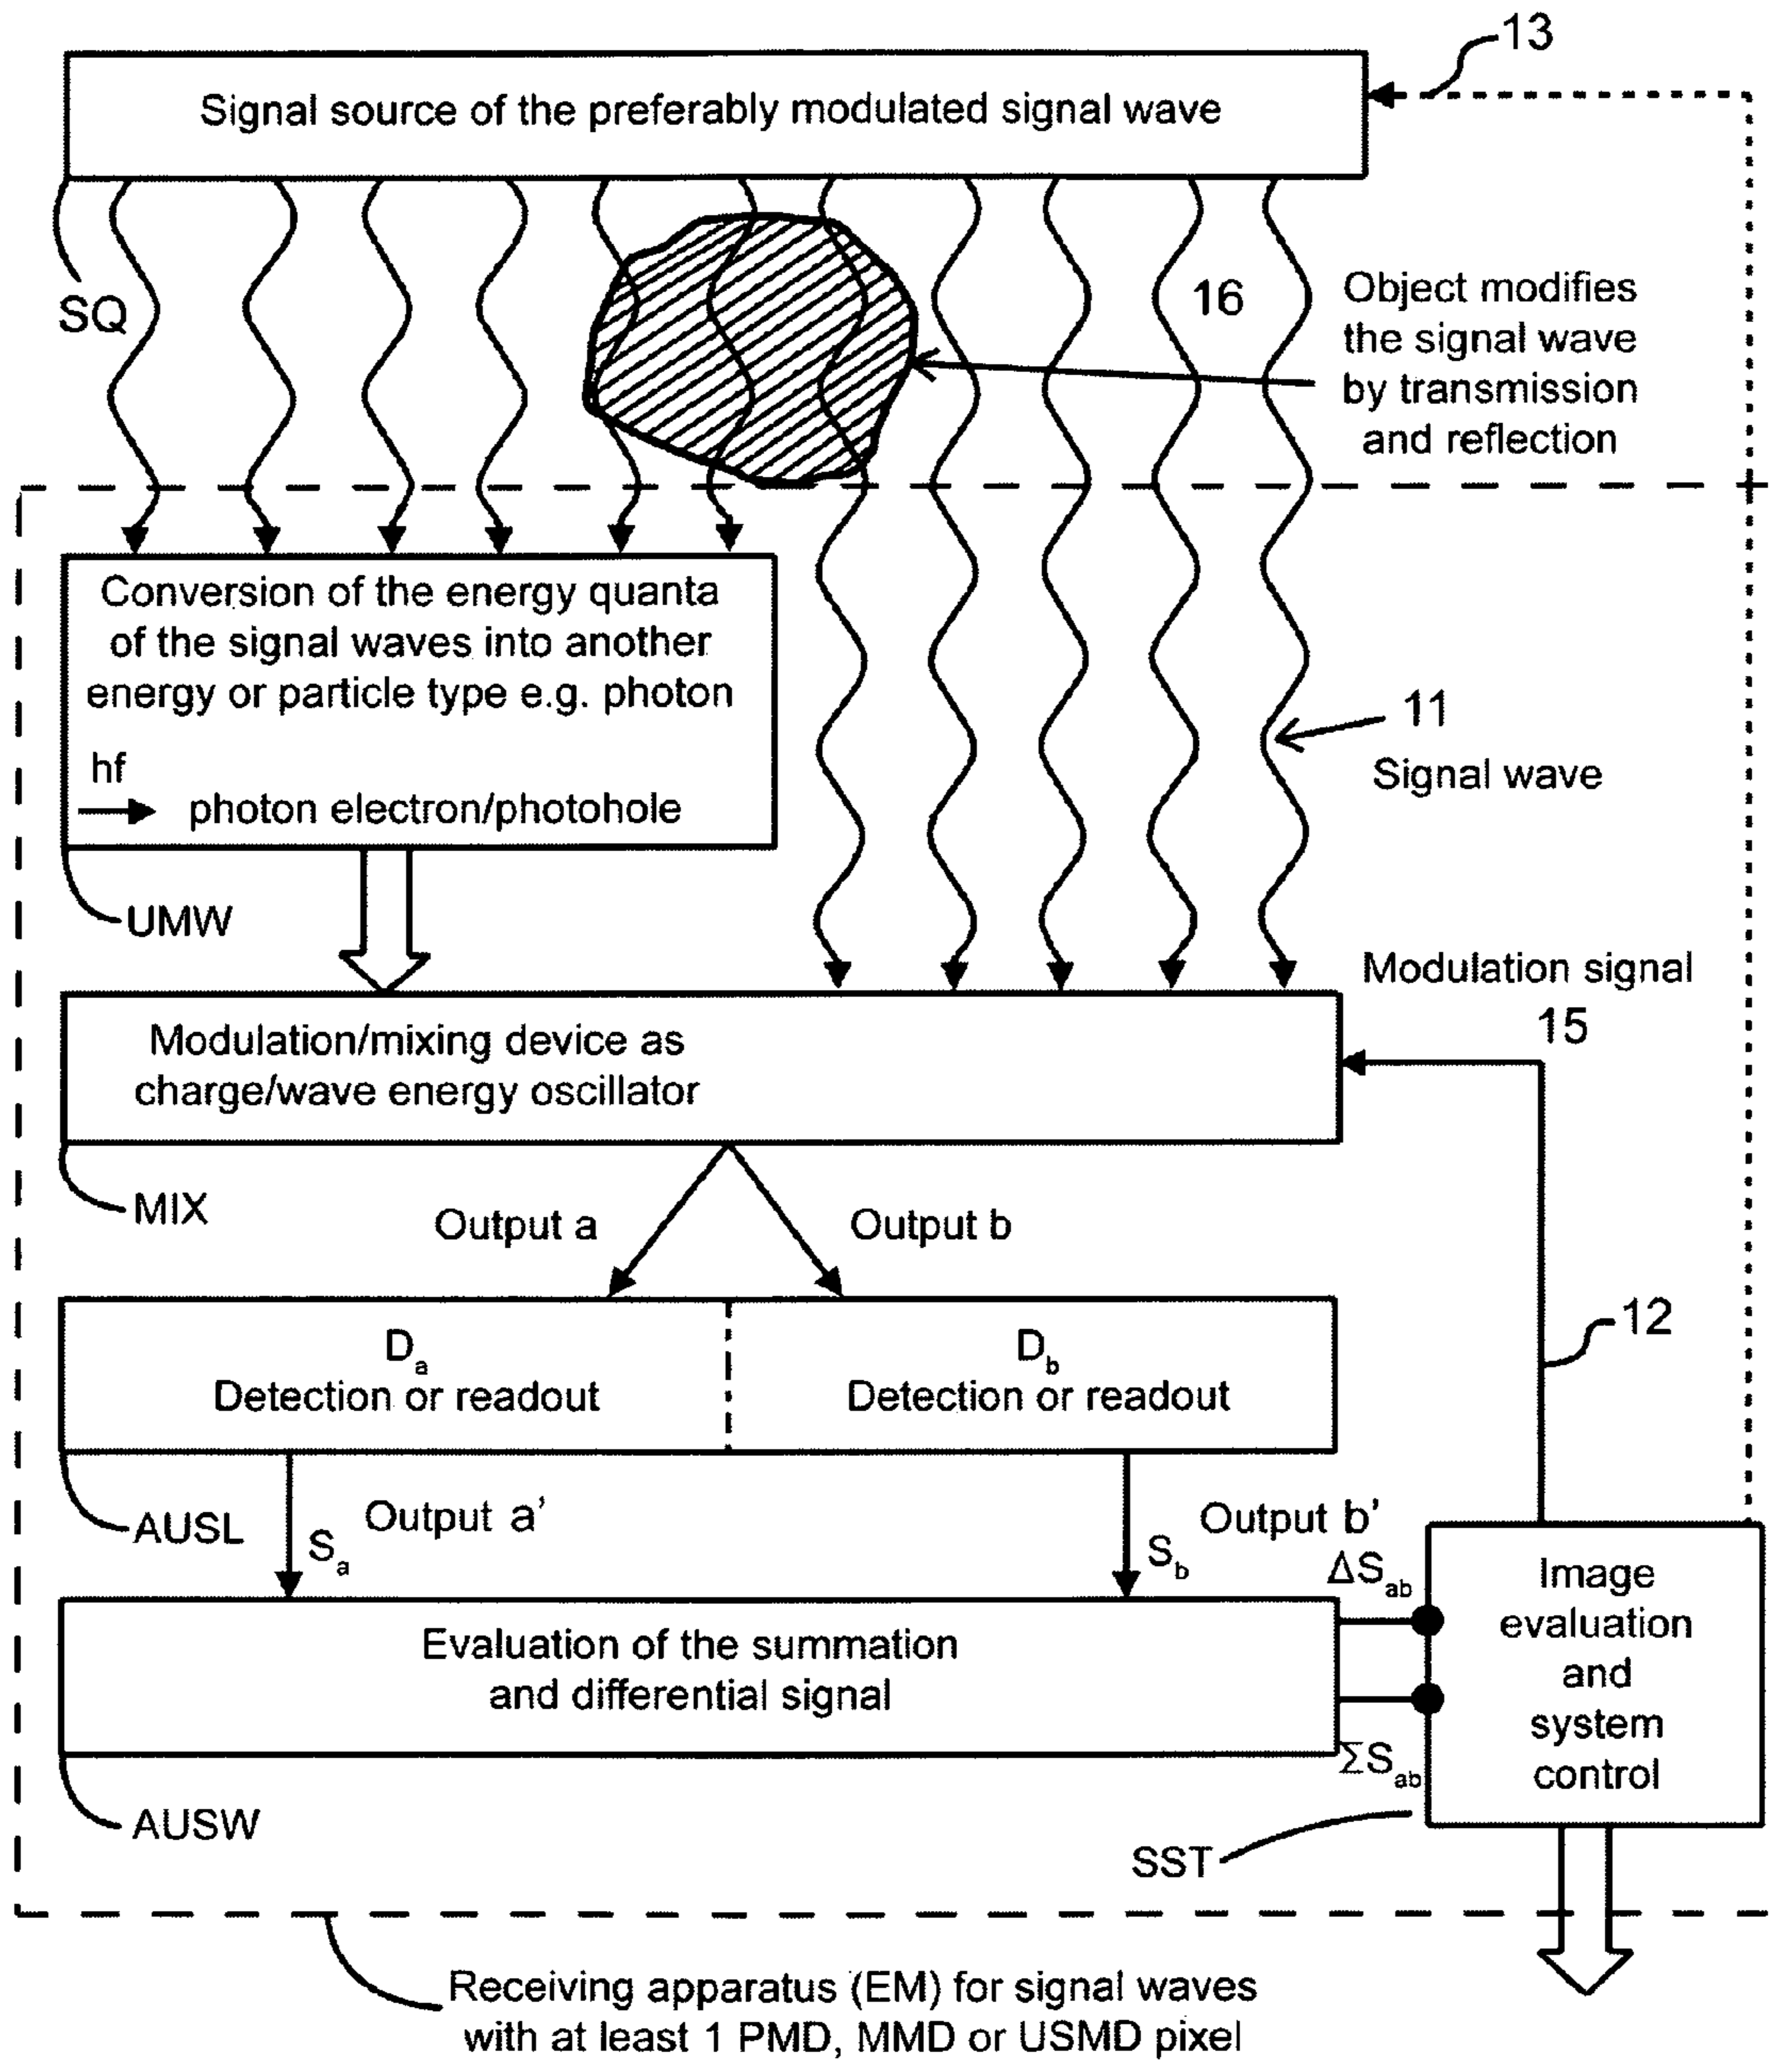 13
Signal source of the preferably modulated signal wave
SQ
16
Object modifies
the signal wave
by transmission
and reflection
Conversion of the energy quanta
of the signal waves into another
energy or particle type e.g. photon
hf
photon electron/photohole
UMW
11
Signal wave
Modulation signal
15
Modulation/mixing device as
charge/wave energy oscillator
MIX
Output a
Output b
12
Da
Detection or readout
Db
Detection or readout
AUSL
Sa
Output a’
Sb
Output b’
ΔSab
Evaluation of the summation
and differential signal
ΣSab
Image
evaluation
and
system
control
AUSW
SST
Receiving apparatus (EM) for signal waves
with at least 1 PMD, MMD or USMD pixel